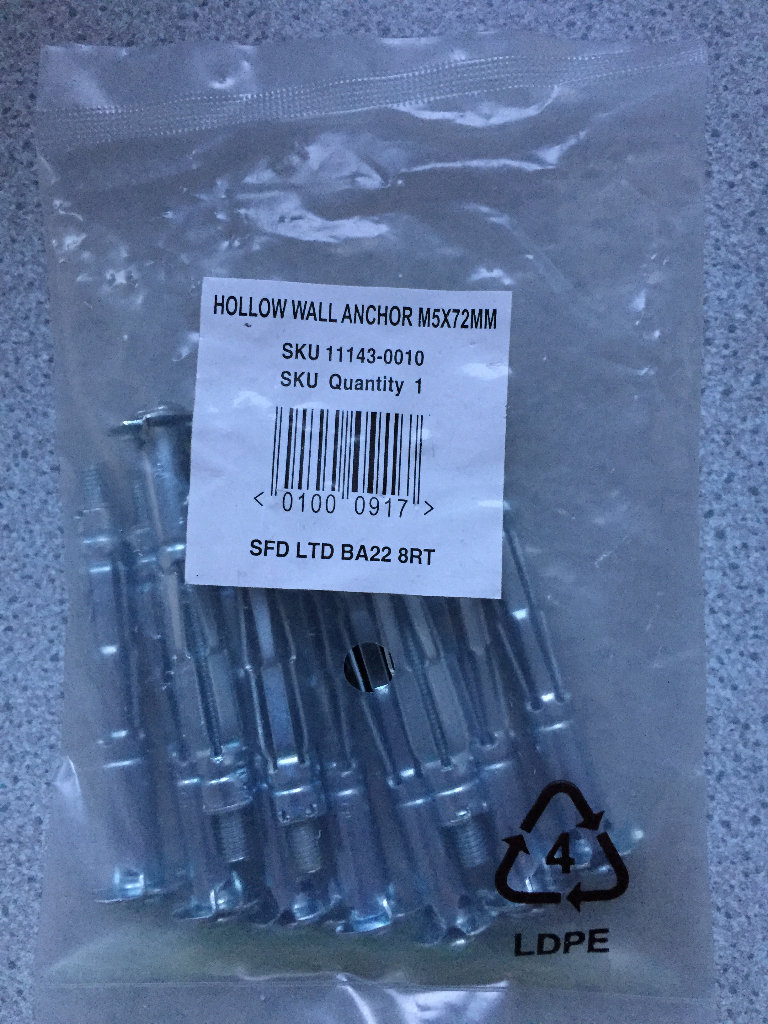 HOLLOW WALL ANCHOR M5X72MM
SKU 11143-0010
SKU Quantity 1
< 0100 0917 >
SFD LTD BA22 8RT
4
LDPE